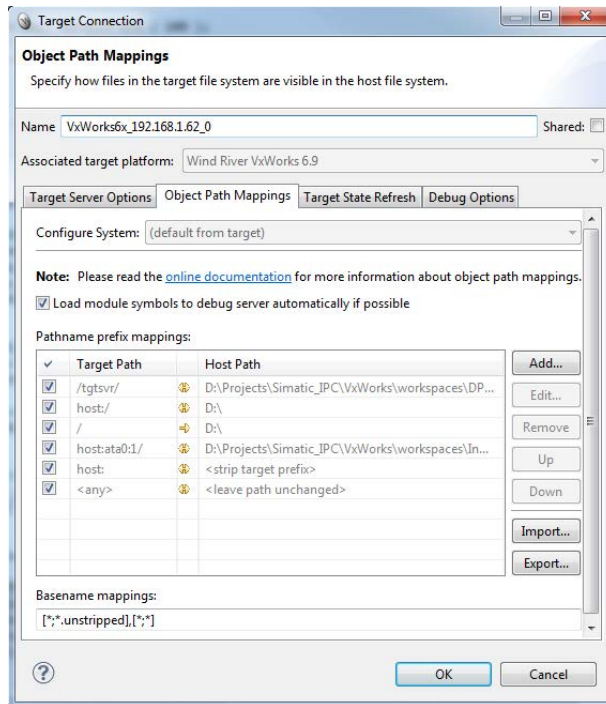 Target Connection
Object Path Mappings
Specify how files in the target file system are visible in the host file system.
Name VxWorks6x_192.168.1.62_0 Shared:
Associated target platform: Wind River VxWorks 6.9
Target Server Options Object Path Mappings Target State Refresh Debug Options
Configure System: (default from target)
Note: Please read the online documentation for more information about object path mappings.
Load module symbols to debug server automatically if possible
Pathname prefix mappings:
Target Path Host Path Add...
/tgtsvr/ D:\Projects\Simatic_IPC\VxWorks\workspaces\DP...
Edit...
host:/ D:\
/ D:\ Remove
host:ata0:1/ D:\Projects\Simatic_IPC\VxWorks\workspaces\In...
Up
host: <strip target prefix>
<any> <leave path unchanged> Down
Import...
Export...
Basename mappings:
[*;*.unstripped],[*;*]
? OK Cancel